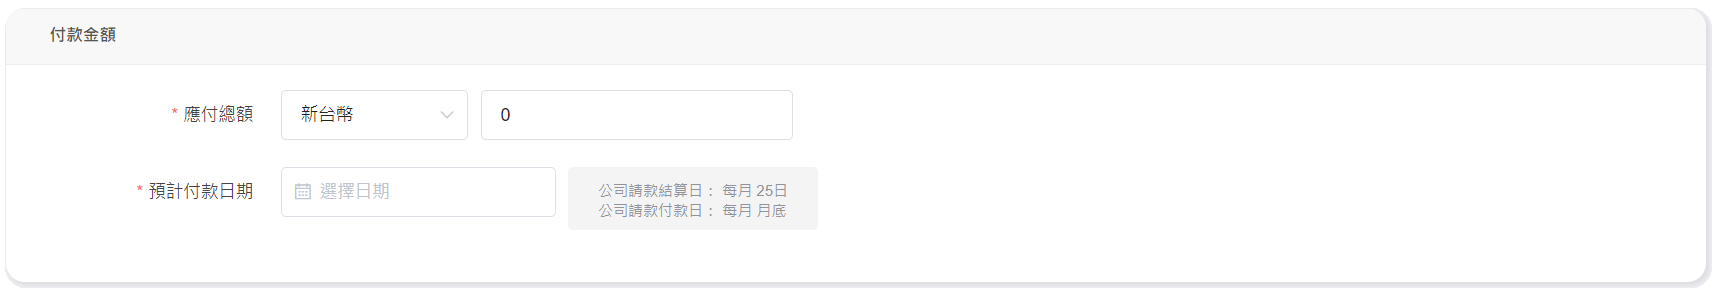 付款金額
* 應付總額 新台幣 0
* 預計付款日期 選擇日期
公司請款結算日： 每月 25日
公司請款付款日： 每月 月底